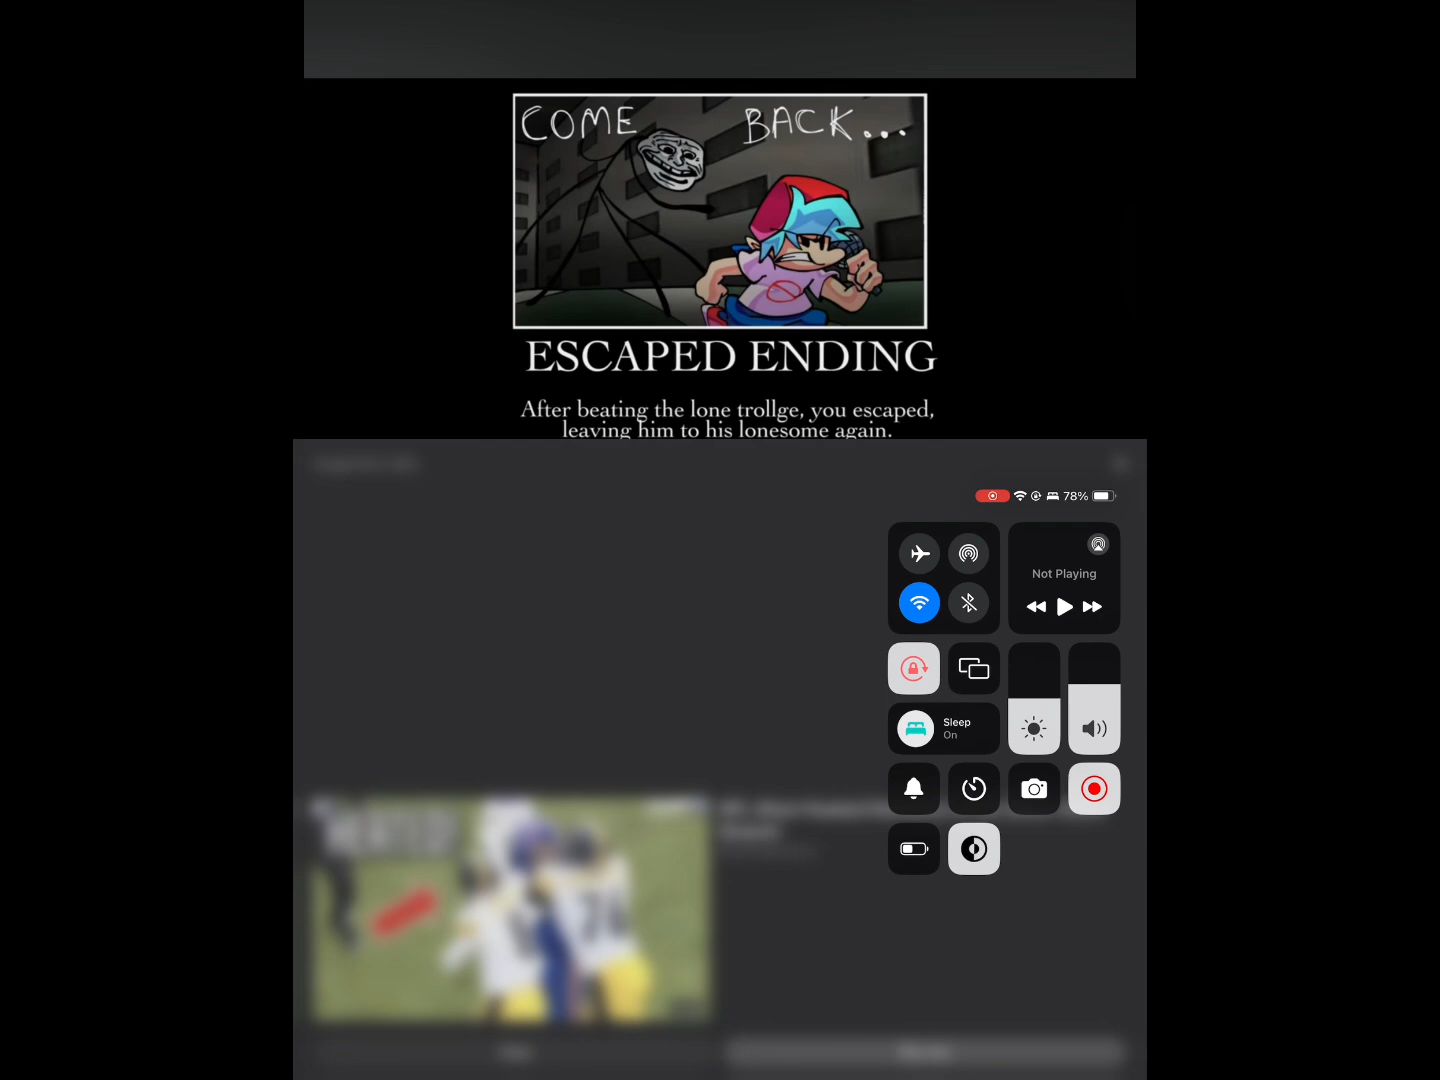 COME BACK...
ESCAPED ENDING
After beating the lone trollge, you escaped,
leaving him to his lonesome again.
78%
Not Playing
Sleep
On